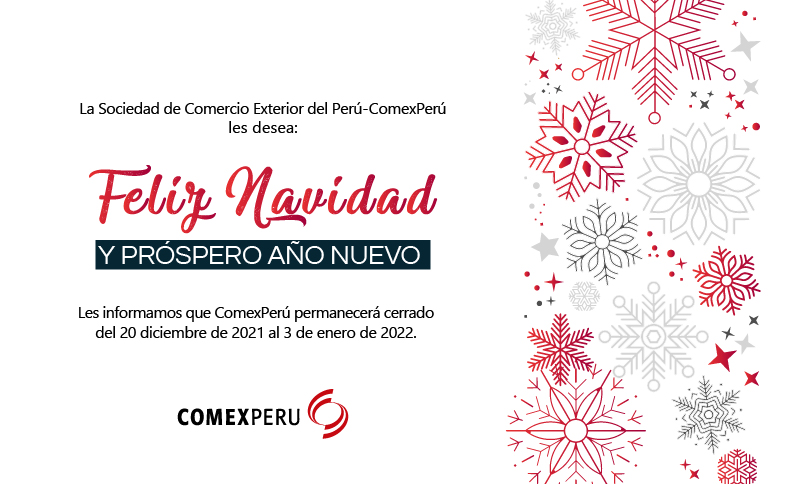 La Sociedad de Comercio Exterior del Perú-ComexPerú
les desea:
Feliz Navidad
Y PRÓSPERO AÑO NUEVO
Les informamos que ComexPerú permanecerá cerrado
del 20 diciembre de 2021 al 3 de enero de 2022.
COMEXPERU